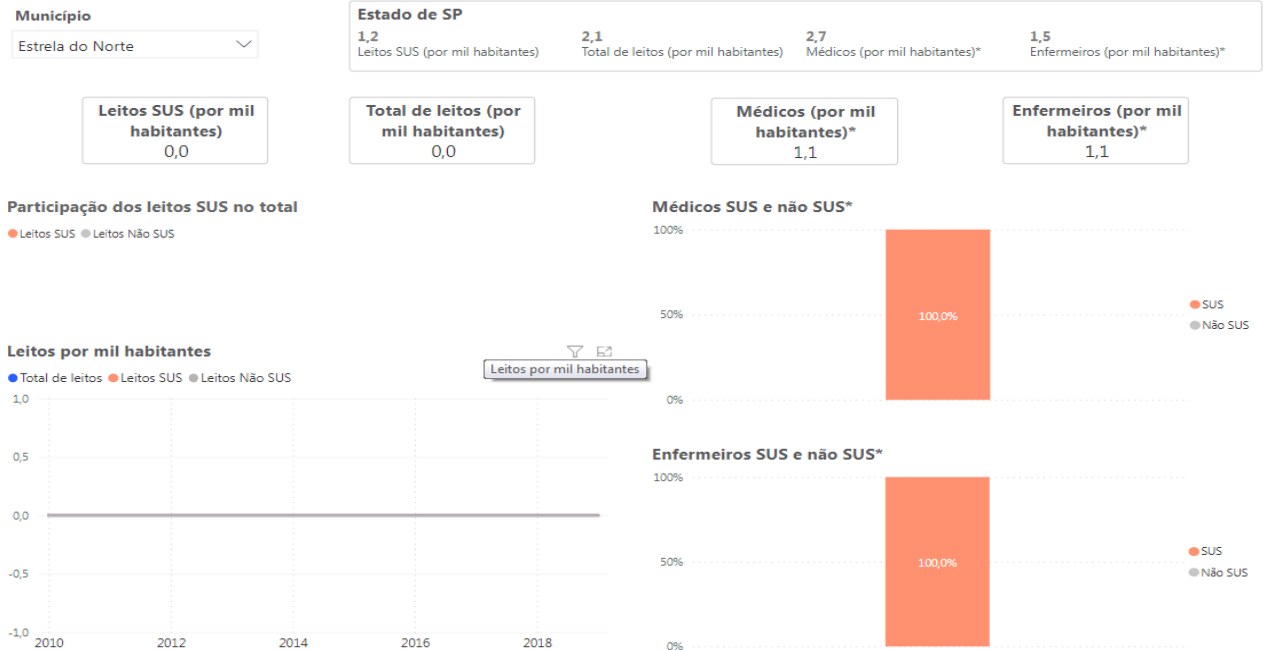 Município
Estrela do Norte
Estado de SP
1,2
Leitos SUS (por mil habitantes)
2,1
Total de leitos (por mil habitantes)
2,7
Médicos (por mil habitantes)*
1,5
Enfermeiros (por mil habitantes)*
Leitos SUS (por mil
habitantes)
0,0
Total de leitos (por
mil habitantes)
0,0
Médicos (por mil
habitantes)*
1,1
Enfermeiros (por mil
habitantes)*
1,1
Participação dos leitos SUS no total
Leitos SUS Leitos Não SUS
Leitos por mil habitantes
Leitos por mil habitantes
Total de leitos Leitos SUS Leitos Não SUS
1,0
0,5
0,0
-0,5
-1,0
2010 2012 2014 2016 2018
Médicos SUS e não SUS*
100%
50%
0%
100,0%
SUS
Não SUS
Enfermeiros SUS e não SUS*
100%
50%
0%
100,0%
SUS
Não SUS